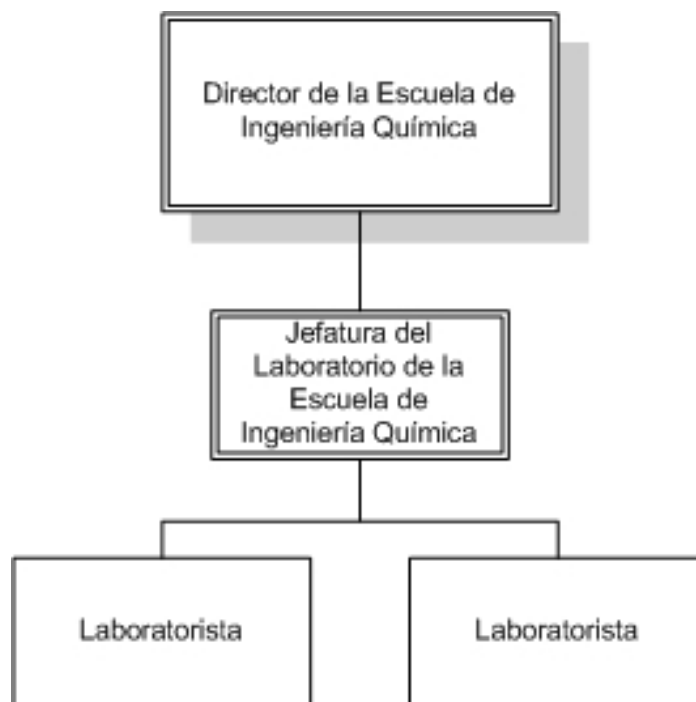 Director de la Escuela de
Ingeniería Química
Jefatura del
Laboratorio de la
Escuela de
Ingeniería Química
Laboratorista
Laboratorista